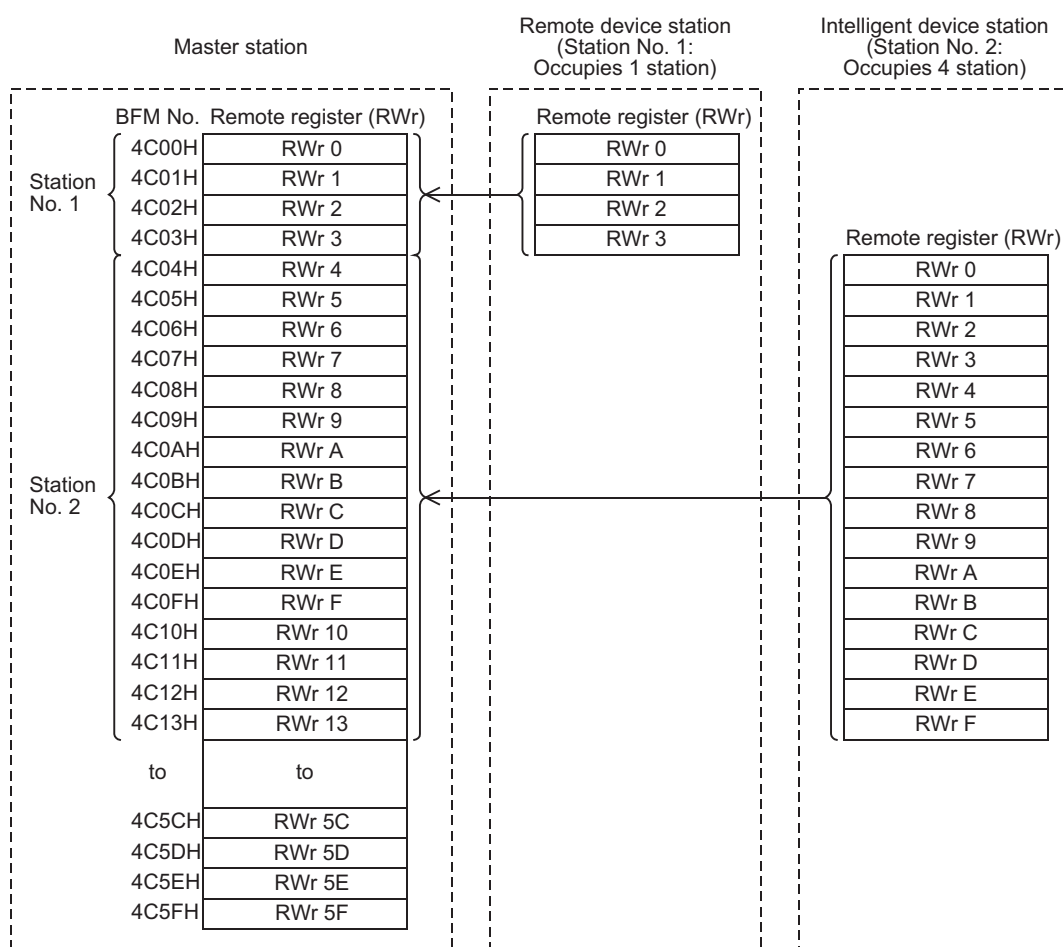 Master station
Remote device station
(Station No. 1:
Occupies 1 station)
Intelligent device station
(Station No. 2:
Occupies 4 station)
BFM No. Remote register (RWr)
Remote register (RWr)
4C00H RWr 0 RWr 0
Station
No. 1
4C01H RWr 1 RWr 1
4C02H RWr 2 RWr 2
4C03H RWr 3 RWr 3
Remote register (RWr)
4C04H RWr 4 RWr 0
4C05H RWr 5 RWr 1
4C06H RWr 6 RWr 2
4C07H RWr 7 RWr 3
4C08H RWr 8 RWr 4
4C09H RWr 9 RWr 5
4C0AH RWr A RWr 6
Station
No. 2
4C0BH RWr B RWr 7
4C0CH RWr C RWr 8
4C0DH RWr D RWr 9
4C0EH RWr E RWr A
4C0FH RWr F RWr B
4C10H RWr 10 RWr C
4C11H RWr 11 RWr D
4C12H RWr 12 RWr E
4C13H RWr 13 RWr F
to to
4C5CH RWr 5C
4C5DH RWr 5D
4C5EH RWr 5E
4C5FH RWr 5F